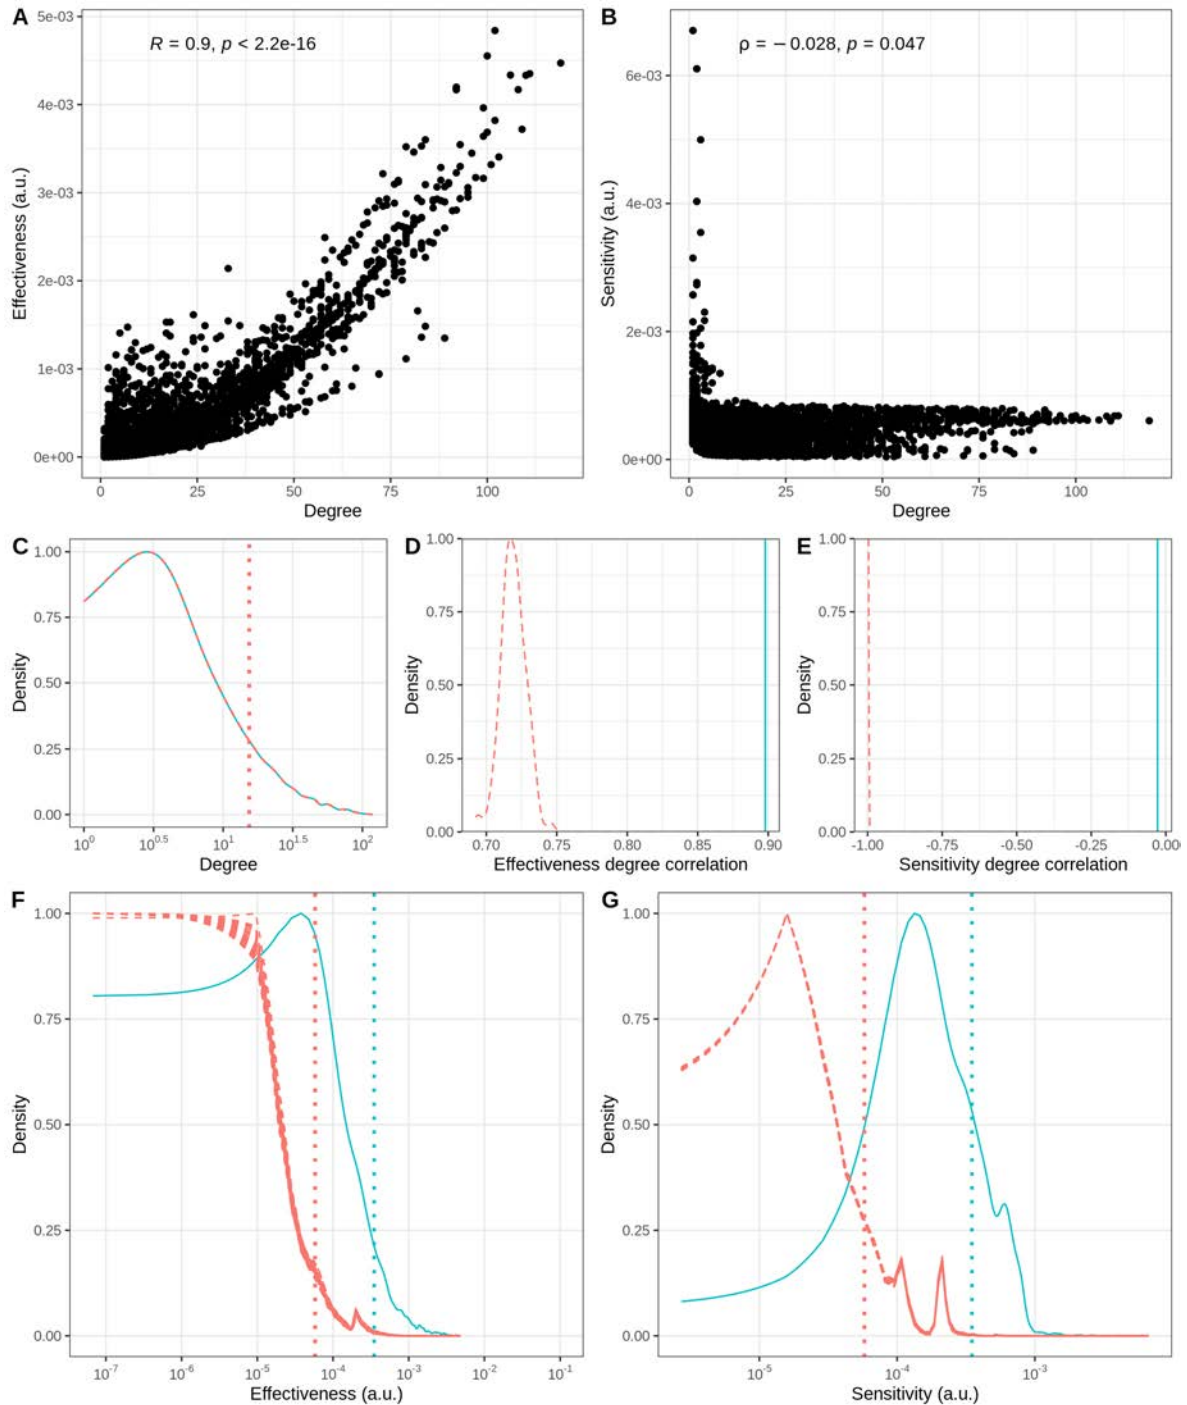 A
R = 0.9, p < 2.2e-16
5e-03
4e-03
3e-03
2e-03
1e-03
0e+00
Effectiveness (a.u.)
0
25
50
75
100
Degree
B
ρ = −0.028, p = 0.047
6e-03
4e-03
2e-03
0e+00
Sensitivity (a.u.)
0
25
50
75
100
Degree
C
1.00
0.75
0.50
0.25
0.00
Density
10^0
10^0.5
10^1
10^1.5
10^2
Degree
D
1.00
0.75
0.50
0.25
0.00
Density
0.70
0.75
0.80
0.85
0.90
Effectiveness degree correlation
E
1.00
0.75
0.50
0.25
0.00
Density
-1.00
-0.75
-0.50
-0.25
0.00
Sensitivity degree correlation
F
1.00
0.75
0.50
0.25
0.00
Density
10^-7
10^-6
10^-5
10^-4
10^-3
10^-2
10^-1
Effectiveness (a.u.)
G
1.00
0.75
0.50
0.25
0.00
Density
10^-5
10^-4
10^-3
Sensitivity (a.u.)